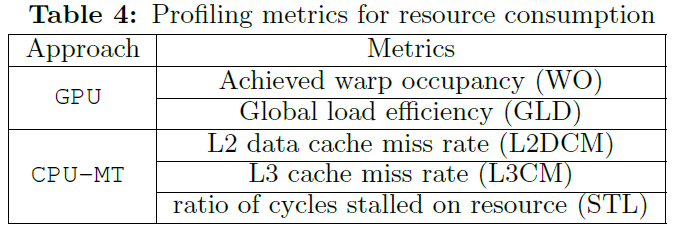 Table 4: Profiling metrics for resource consumption
Approach Metrics
GPU
Achieved warp occupancy (WO)
Global load efficiency (GLD)
CPU-MT
L2 data cache miss rate (L2DCM)
L3 cache miss rate (L3CM)
ratio of cycles stalled on resource (STL)